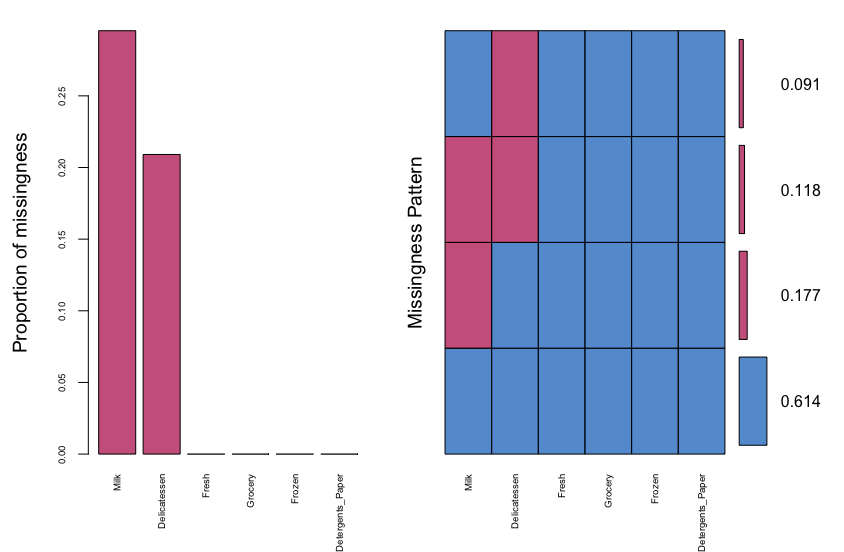 Proportion of missingness
0.25
0.20
0.15
0.10
0.05
0.00
Milk
Delicatessen
Fresh
Grocery
Frozen
Detergents_Paper
Missingness Pattern
0.091
0.118
0.177
0.614
Milk
Delicatessen
Fresh
Grocery
Frozen
Detergents_Paper